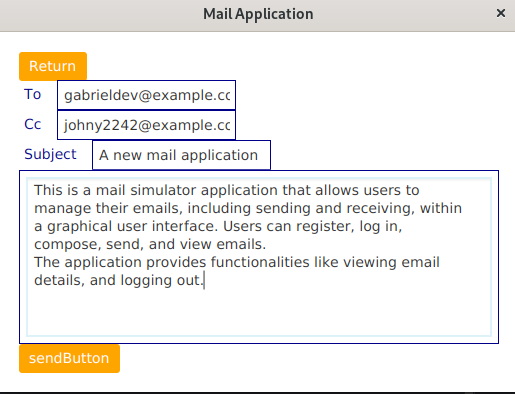 Mail Application
Return
To gabrieldev@example.cc
Cc johny2242@example.cc
Subject A new mail application
This is a mail simulator application that allows users to
manage their emails, including sending and receiving, within
a graphical user interface. Users can register, log in,
compose, send, and view emails.
The application provides functionalities like viewing email
details, and logging out.
sendButton